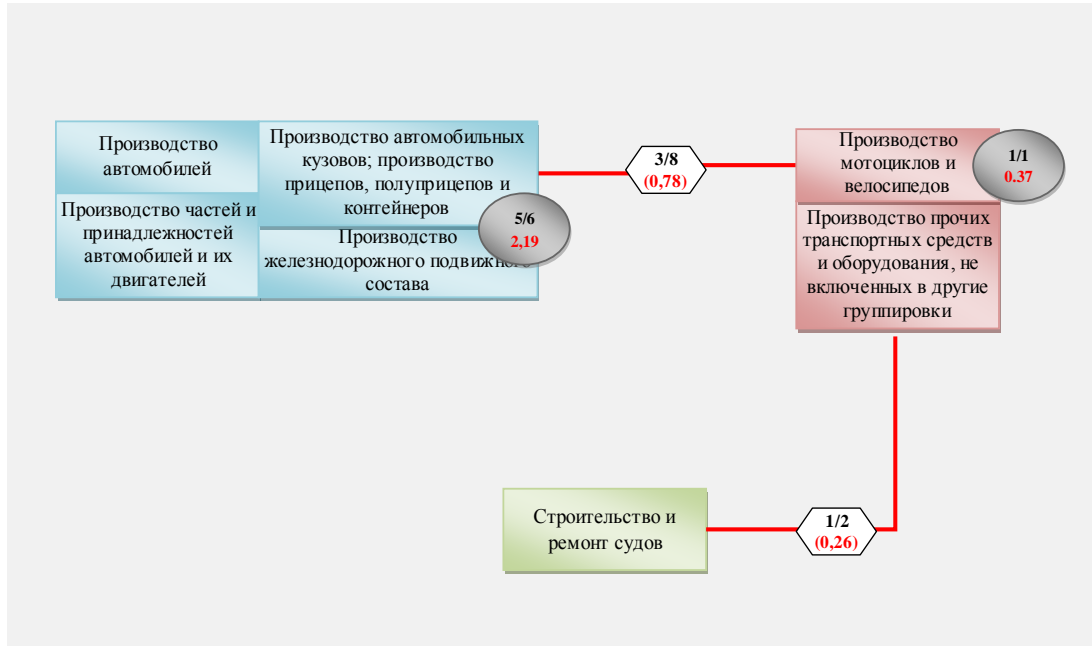 Производство
автомобилей
Производство автомобильных
кузовов; производство
прицепов, полуприцепов и
контейнеров
Производство частей и
принадлежностей
автомобилей и их
двигателей
Производство
железнодорожного подвижного
состава
5/6
2,19
3/8
(0,78)
Производство
мотоциклов и
велосипедов
1/1
0.37
Производство прочих
транспортных средств
и оборудования, не
включенных в другие
группировки
Строительство и
ремонт судов
1/2
(0,26)